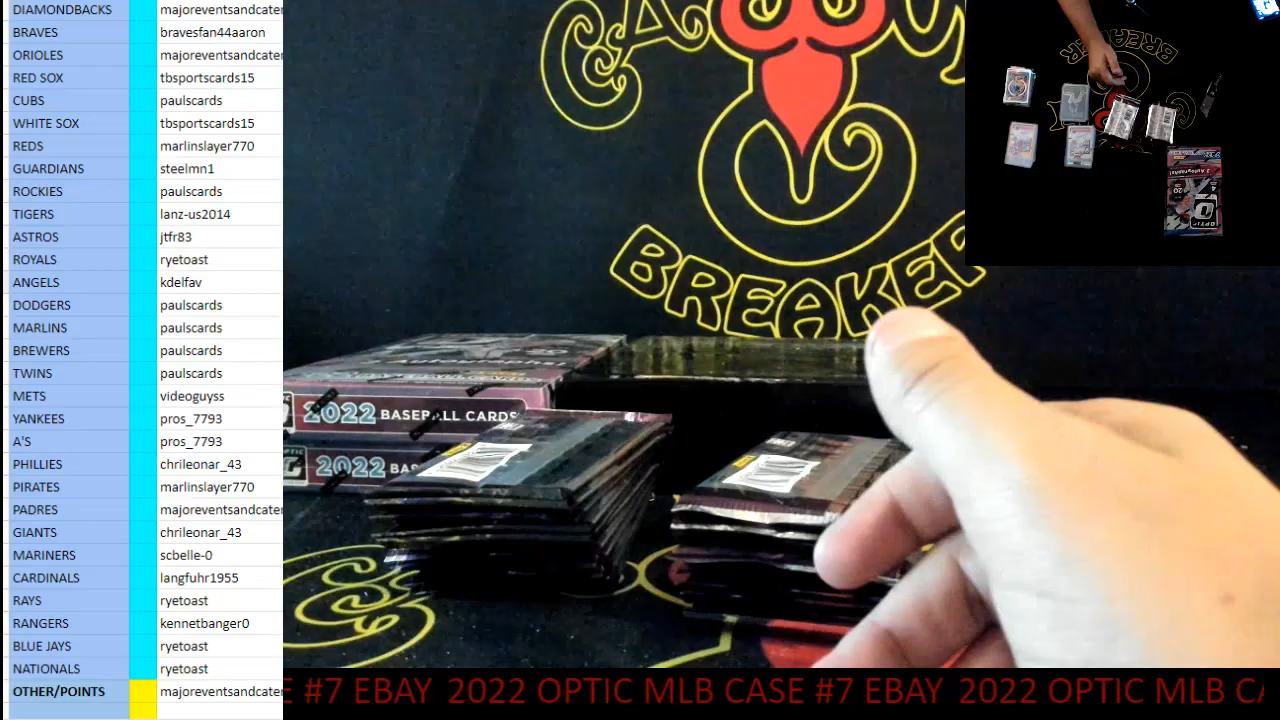 DIAMONDBACKS majoreventsandcater
BRAVES bravesfan44aaron
ORIOLES majoreventsandcater
RED SOX tbsportscards15
CUBS paulscards
WHITE SOX tbsportscards15
REDS marlinslayer770
GUARDIANS steelmn1
ROCKIES paulscards
TIGERS lanz-us2014
ASTROS jtfr83
ROYALS ryetoast
ANGELS kdelfav
DODGERS paulscards
MARLINS paulscards
BREWERS paulscards
TWINS paulscards
METS videoguyss
YANKEES pros_7793
A'S pros_7793
PHILLIES chrileonar_43
PIRATES marlinslayer770
PADRES majoreventsandcater
GIANTS chrileonar_43
MARINERS scbelle-0
CARDINALS langfuhr1955
RAYS ryetoast
RANGERS kennetbanger0
BLUE JAYS ryetoast
NATIONALS ryetoast
OTHER/POINTS majoreventsandcater
BREAKER
2022 BASEBALL CARDS
2022 BAS
BREAKER
OPTIC
E #7 EBAY 2022 OPTIC MLB CASE #7 EBAY 2022 OPTIC MLB CA